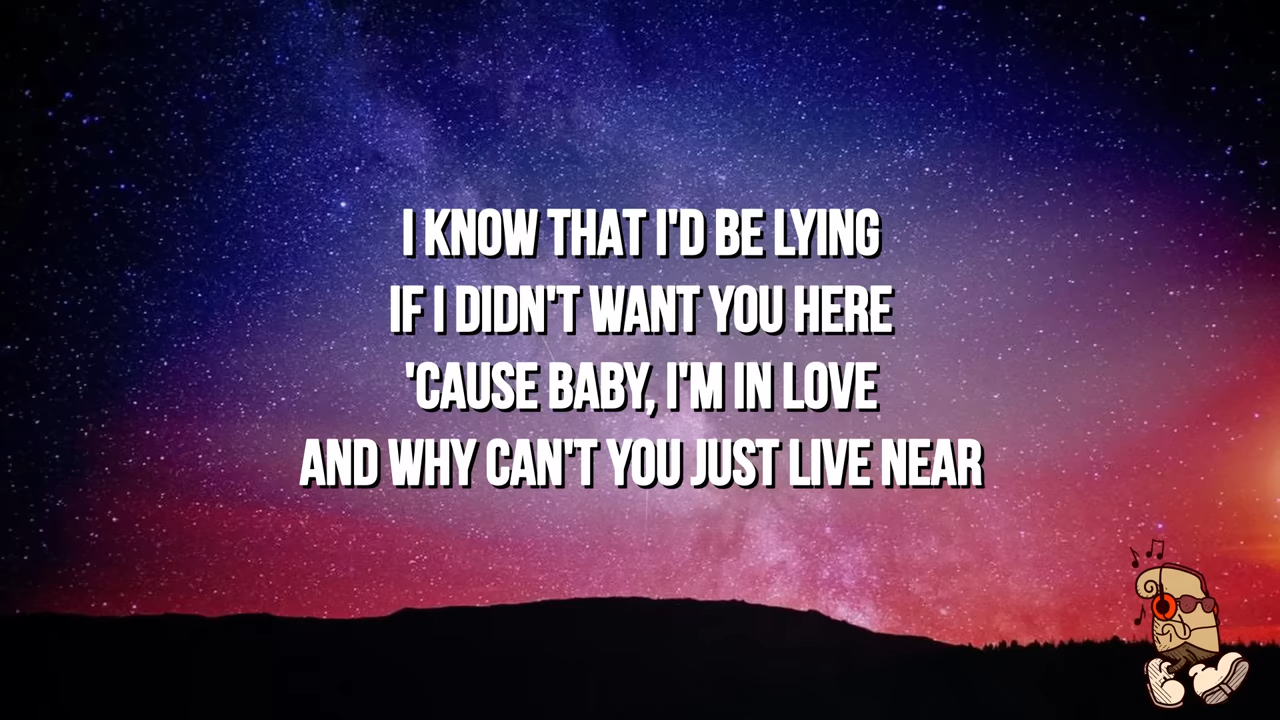 I KNOW THAT I'D BE LYING
IF I DIDN'T WANT YOU HERE
'CAUSE BABY, I'M IN LOVE
AND WHY CAN'T YOU JUST LIVE NEAR